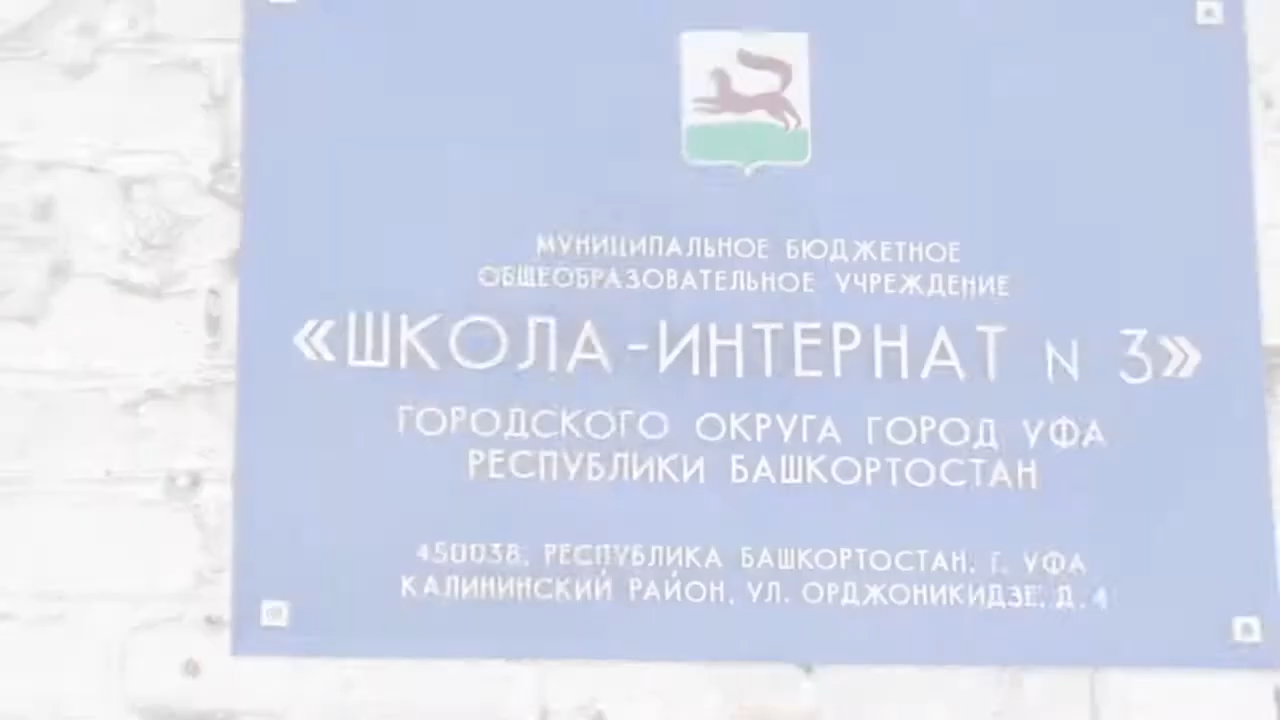 МУНИЦИПАЛЬНОЕ БЮДЖЕТНОЕ
ОБЩЕОБРАЗОВАТЕЛЬНОЕ УЧРЕЖДЕНИЕ
«ШКОЛА-ИНТЕРНАТ N 3»
ГОРОДСКОГО ОКРУГА ГОРОД УФА
РЕСПУБЛИКИ БАШКОРТОСТАН
450038, РЕСПУБЛИКА БАШКОРТОСТАН, Г. УФА
КАЛИНИНСКИЙ РАЙОН, УЛ. ОРДЖОНИКИДЗЕ, Д. 4